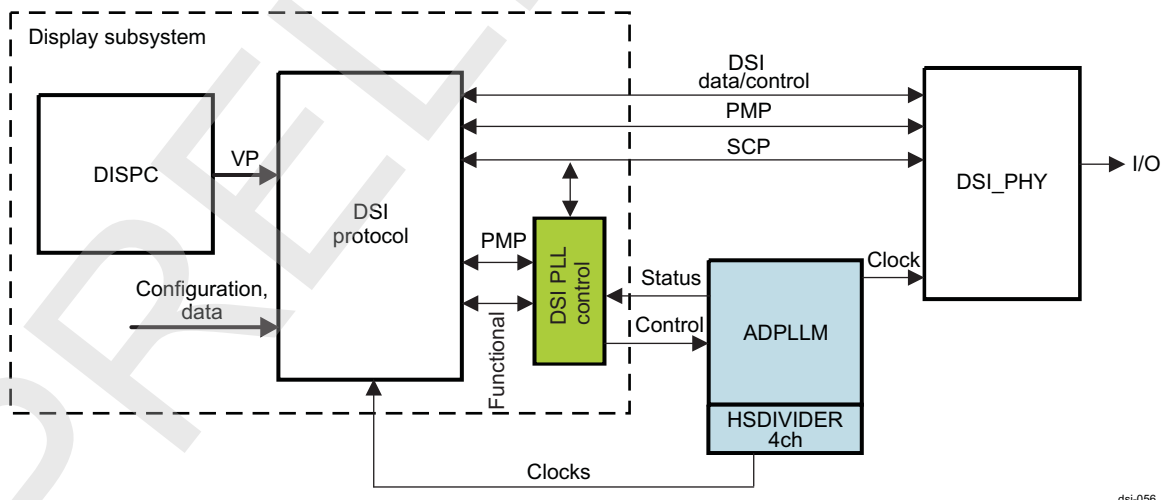 Display subsystem
DSI
data/control
PMP
SCP
VP
DISPC
DSI
protocol
DSI_PHY
I/O
PMP
DSI PLL
control
Functional
Configuration,
data
Status
Control
Clock
ADPLLM
HSDIVIDER
4ch
Clocks
dsi-056
PREL